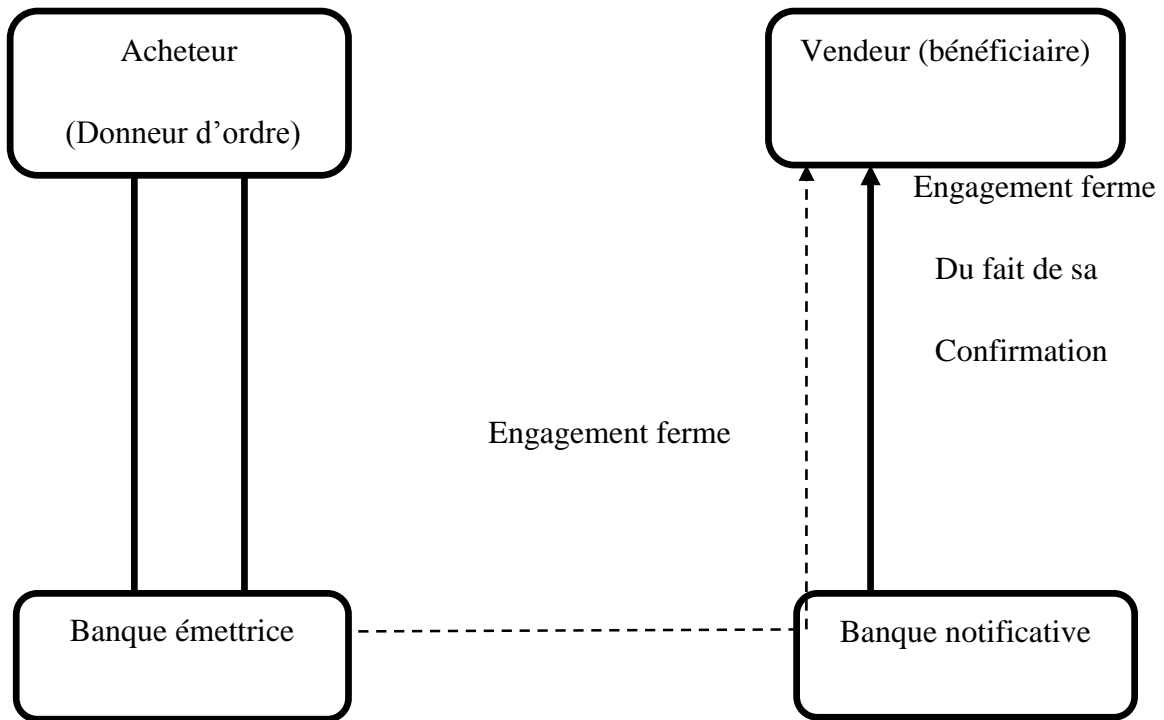 Acheteur
(Donneur d’ordre)
Vendeur (bénéficiaire)
Engagement ferme
Du fait de sa
Confirmation
Engagement ferme
Banque émettrice
Banque notificative